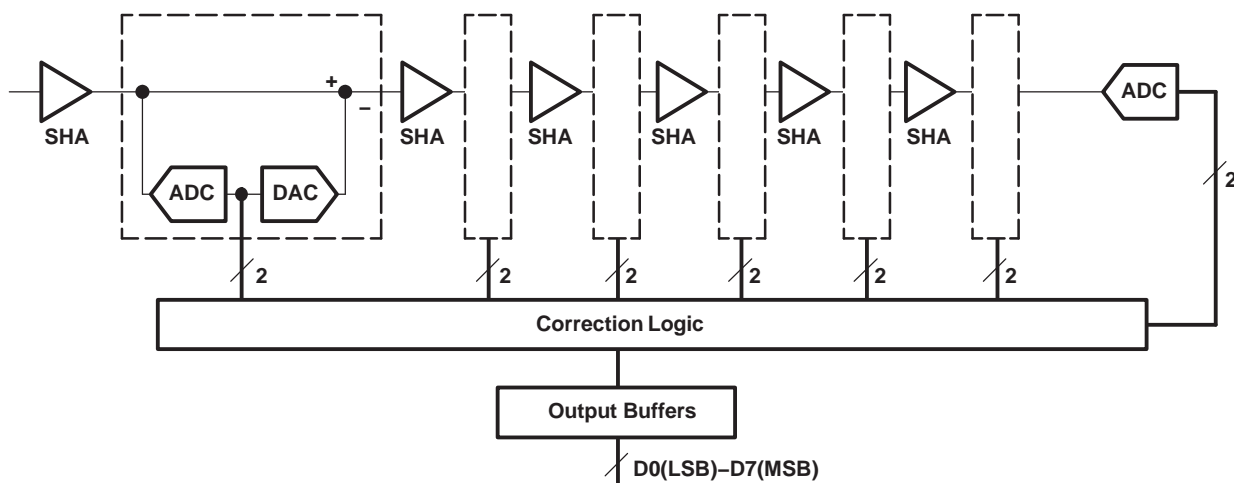 +
–
SHA
SHA
SHA
SHA
SHA
SHA
ADC
ADC
DAC
2
2
2
2
2
2
2
Correction Logic
Output Buffers
D0(LSB)–D7(MSB)